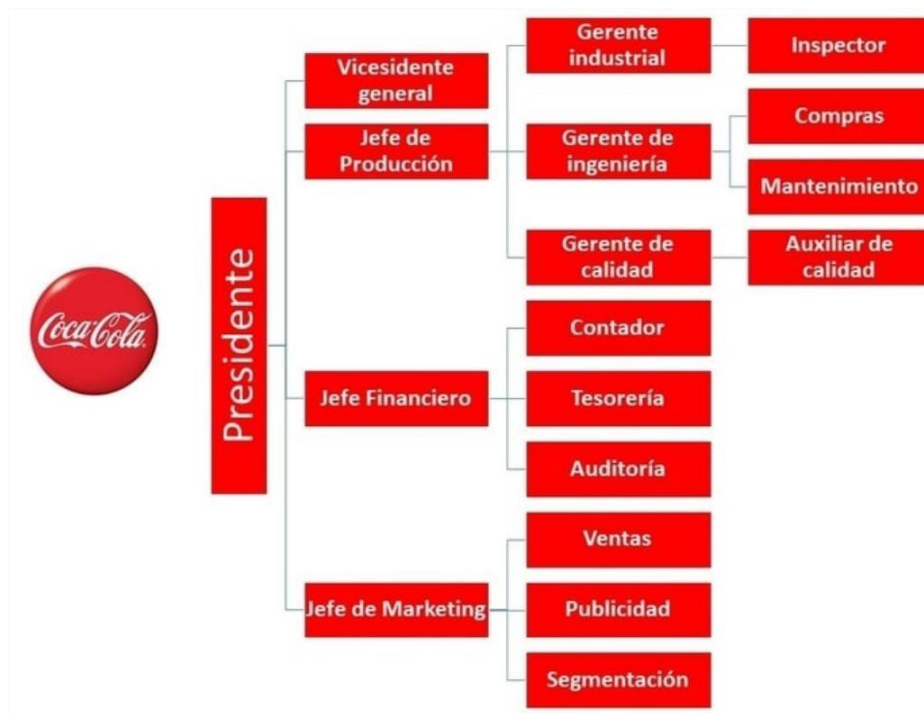 Coca-Cola
Presidente
Vicesidente
general
Jefe de
Producción
Gerente
industrial
Inspector
Gerente de
ingeniería
Compras
Mantenimiento
Gerente de
calidad
Auxiliar de
calidad
Jefe Financiero
Contador
Tesorería
Auditoría
Jefe de Marketing
Ventas
Publicidad
Segmentación